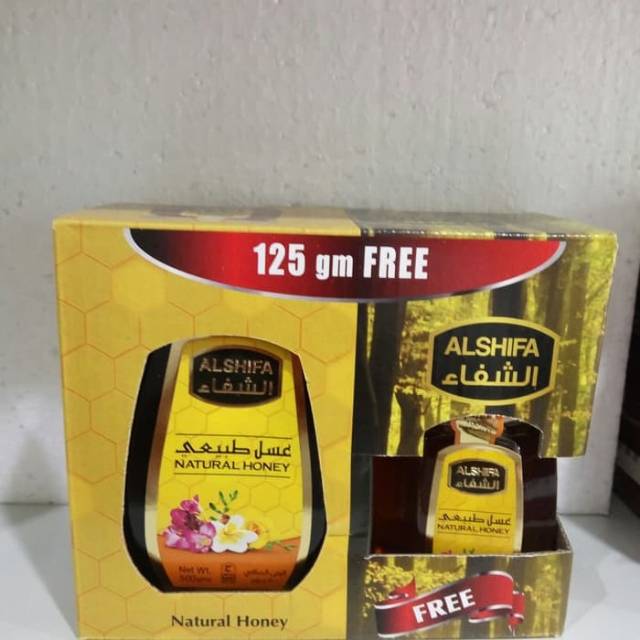 125 gm FREE
ALSHIFA
الشفاء
ALSHIFA
الشفاء
عسل طبيعي
NATURAL HONEY
ALSHIFA
الشفاء
عسل طبيعي
NATURAL HONEY
Net Wt.
500gms
FREE
Natural Honey